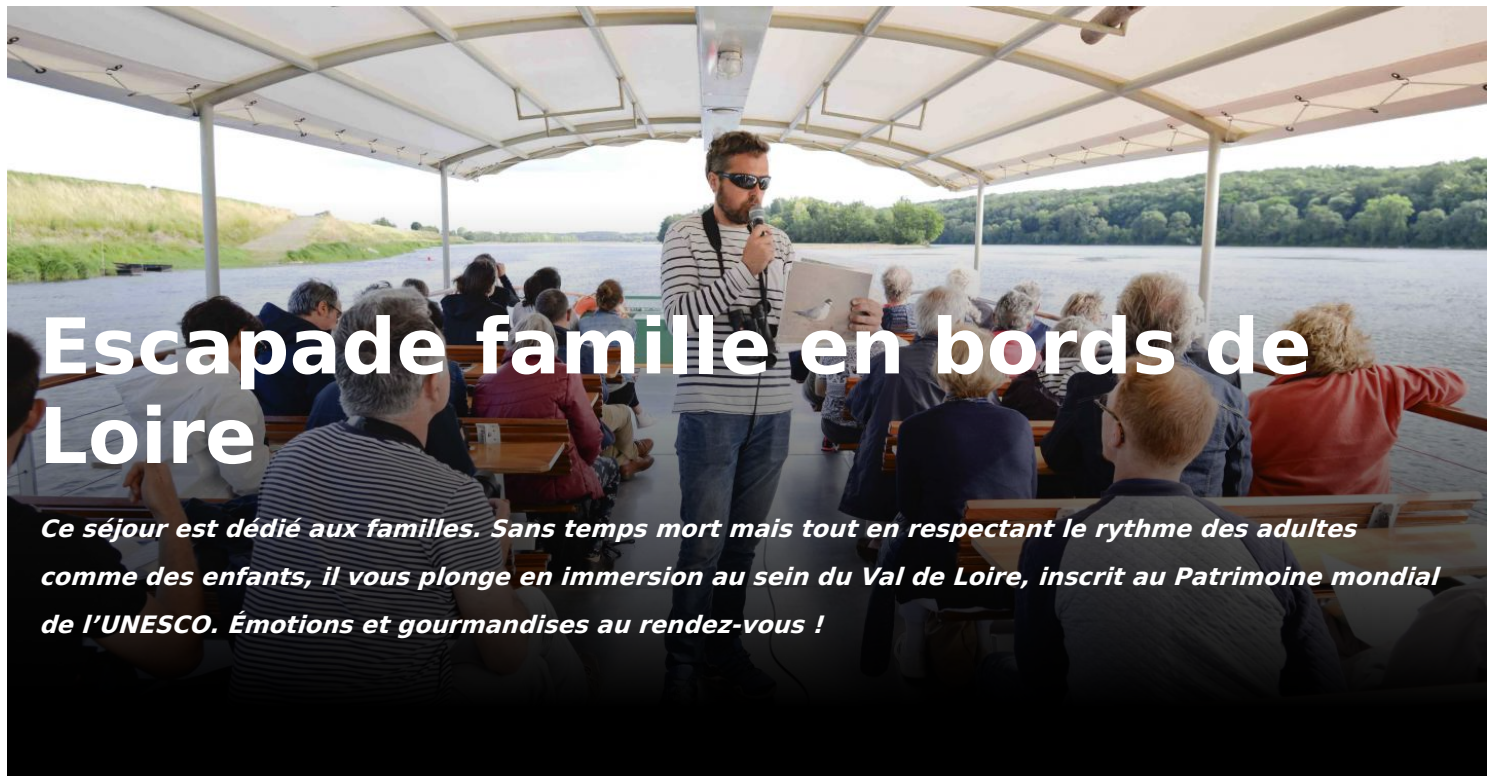 Escapade famille en bords de
Loire
Ce séjour est dédié aux familles. Sans temps mort mais tout en respectant le rythme des adultes
comme des enfants, il vous plonge en immersion au sein du Val de Loire, inscrit au Patrimoine mondial
de l’UNESCO. Émotions et gourmandises au rendez-vous !